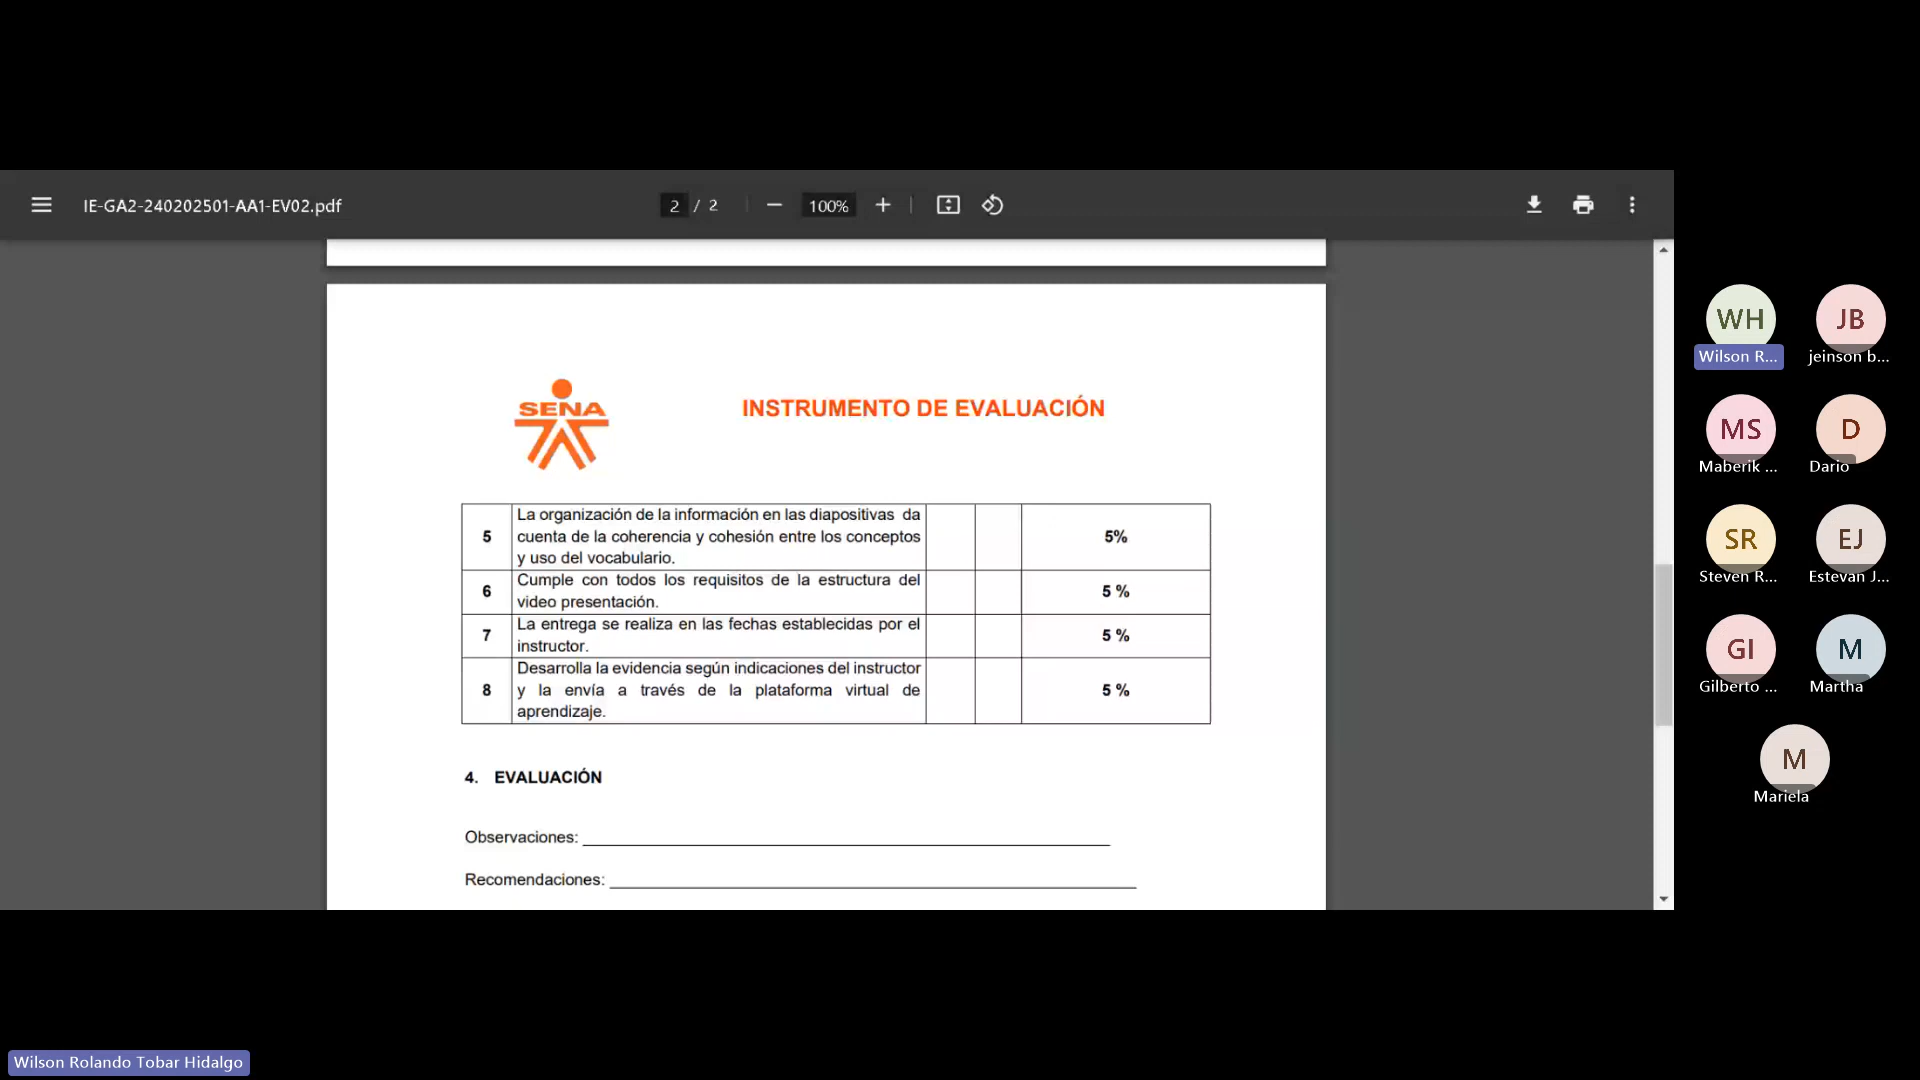 IE-GA2-240202501-AA1-EV02.pdf
2 / 2
100%
SENA
INSTRUMENTO DE EVALUACIÓN
5
La organización de la información en las diapositivas da
cuenta de la coherencia y cohesión entre los conceptos
y uso del vocabulario.
5%
6
Cumple con todos los requisitos de la estructura del
video presentación.
5 %
7
La entrega se realiza en las fechas establecidas por el
instructor.
5 %
8
Desarrolla la evidencia según indicaciones del instructor
y la envía a través de la plataforma virtual de
aprendizaje.
5 %
4. EVALUACIÓN
Observaciones:
Recomendaciones:
WH
Wilson R...
JB
jeinson b...
MS
Maberik ...
D
Dario
SR
Steven R...
EJ
Estevan J...
GI
Gilberto ...
M
Martha
M
Mariela
Wilson Rolando Tobar Hidalgo